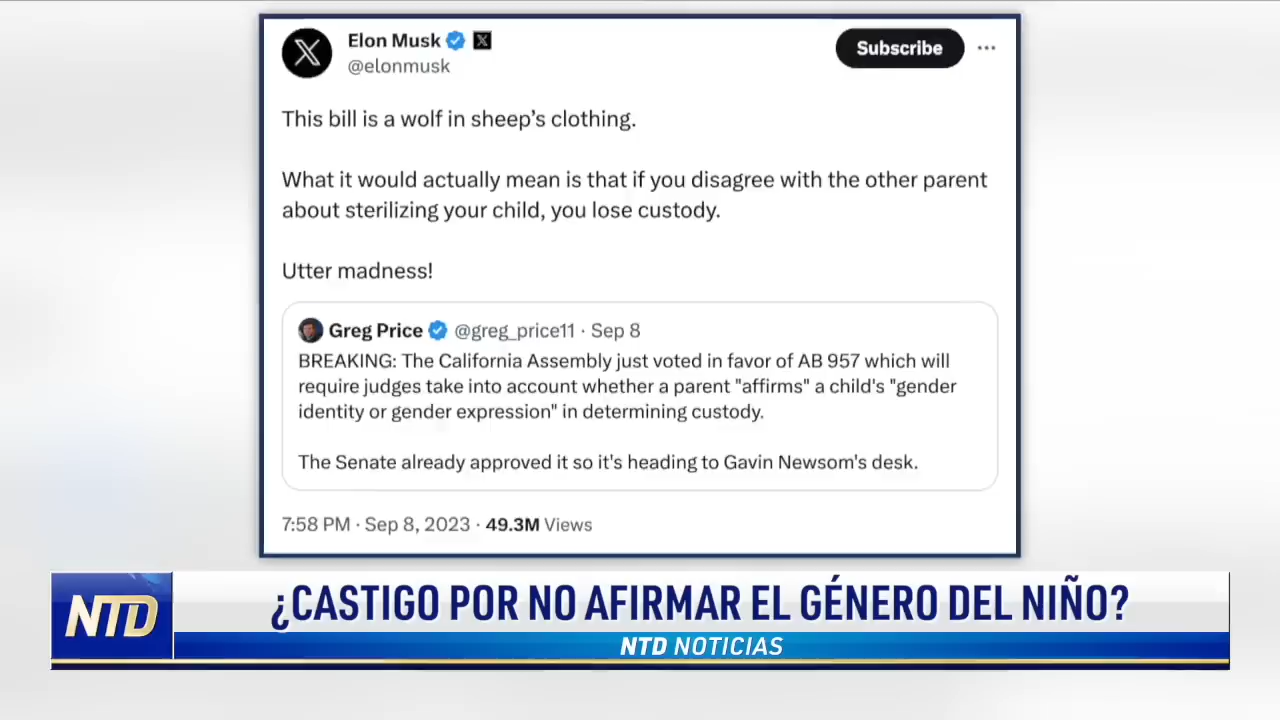 Elon Musk
@elonmusk
Subscribe
This bill is a wolf in sheep’s clothing.
What it would actually mean is that if you disagree with the other parent
about sterilizing your child, you lose custody.
Utter madness!
Greg Price @greg_price11 · Sep 8
BREAKING: The California Assembly just voted in favor of AB 957 which will
require judges take into account whether a parent "affirms" a child's "gender
identity or gender expression" in determining custody.
The Senate already approved it so it's heading to Gavin Newsom's desk.
7:58 PM · Sep 8, 2023 · 49.3M Views
NTD
¿CASTIGO POR NO AFIRMAR EL GÉNERO DEL NIÑO?
NTD NOTICIAS